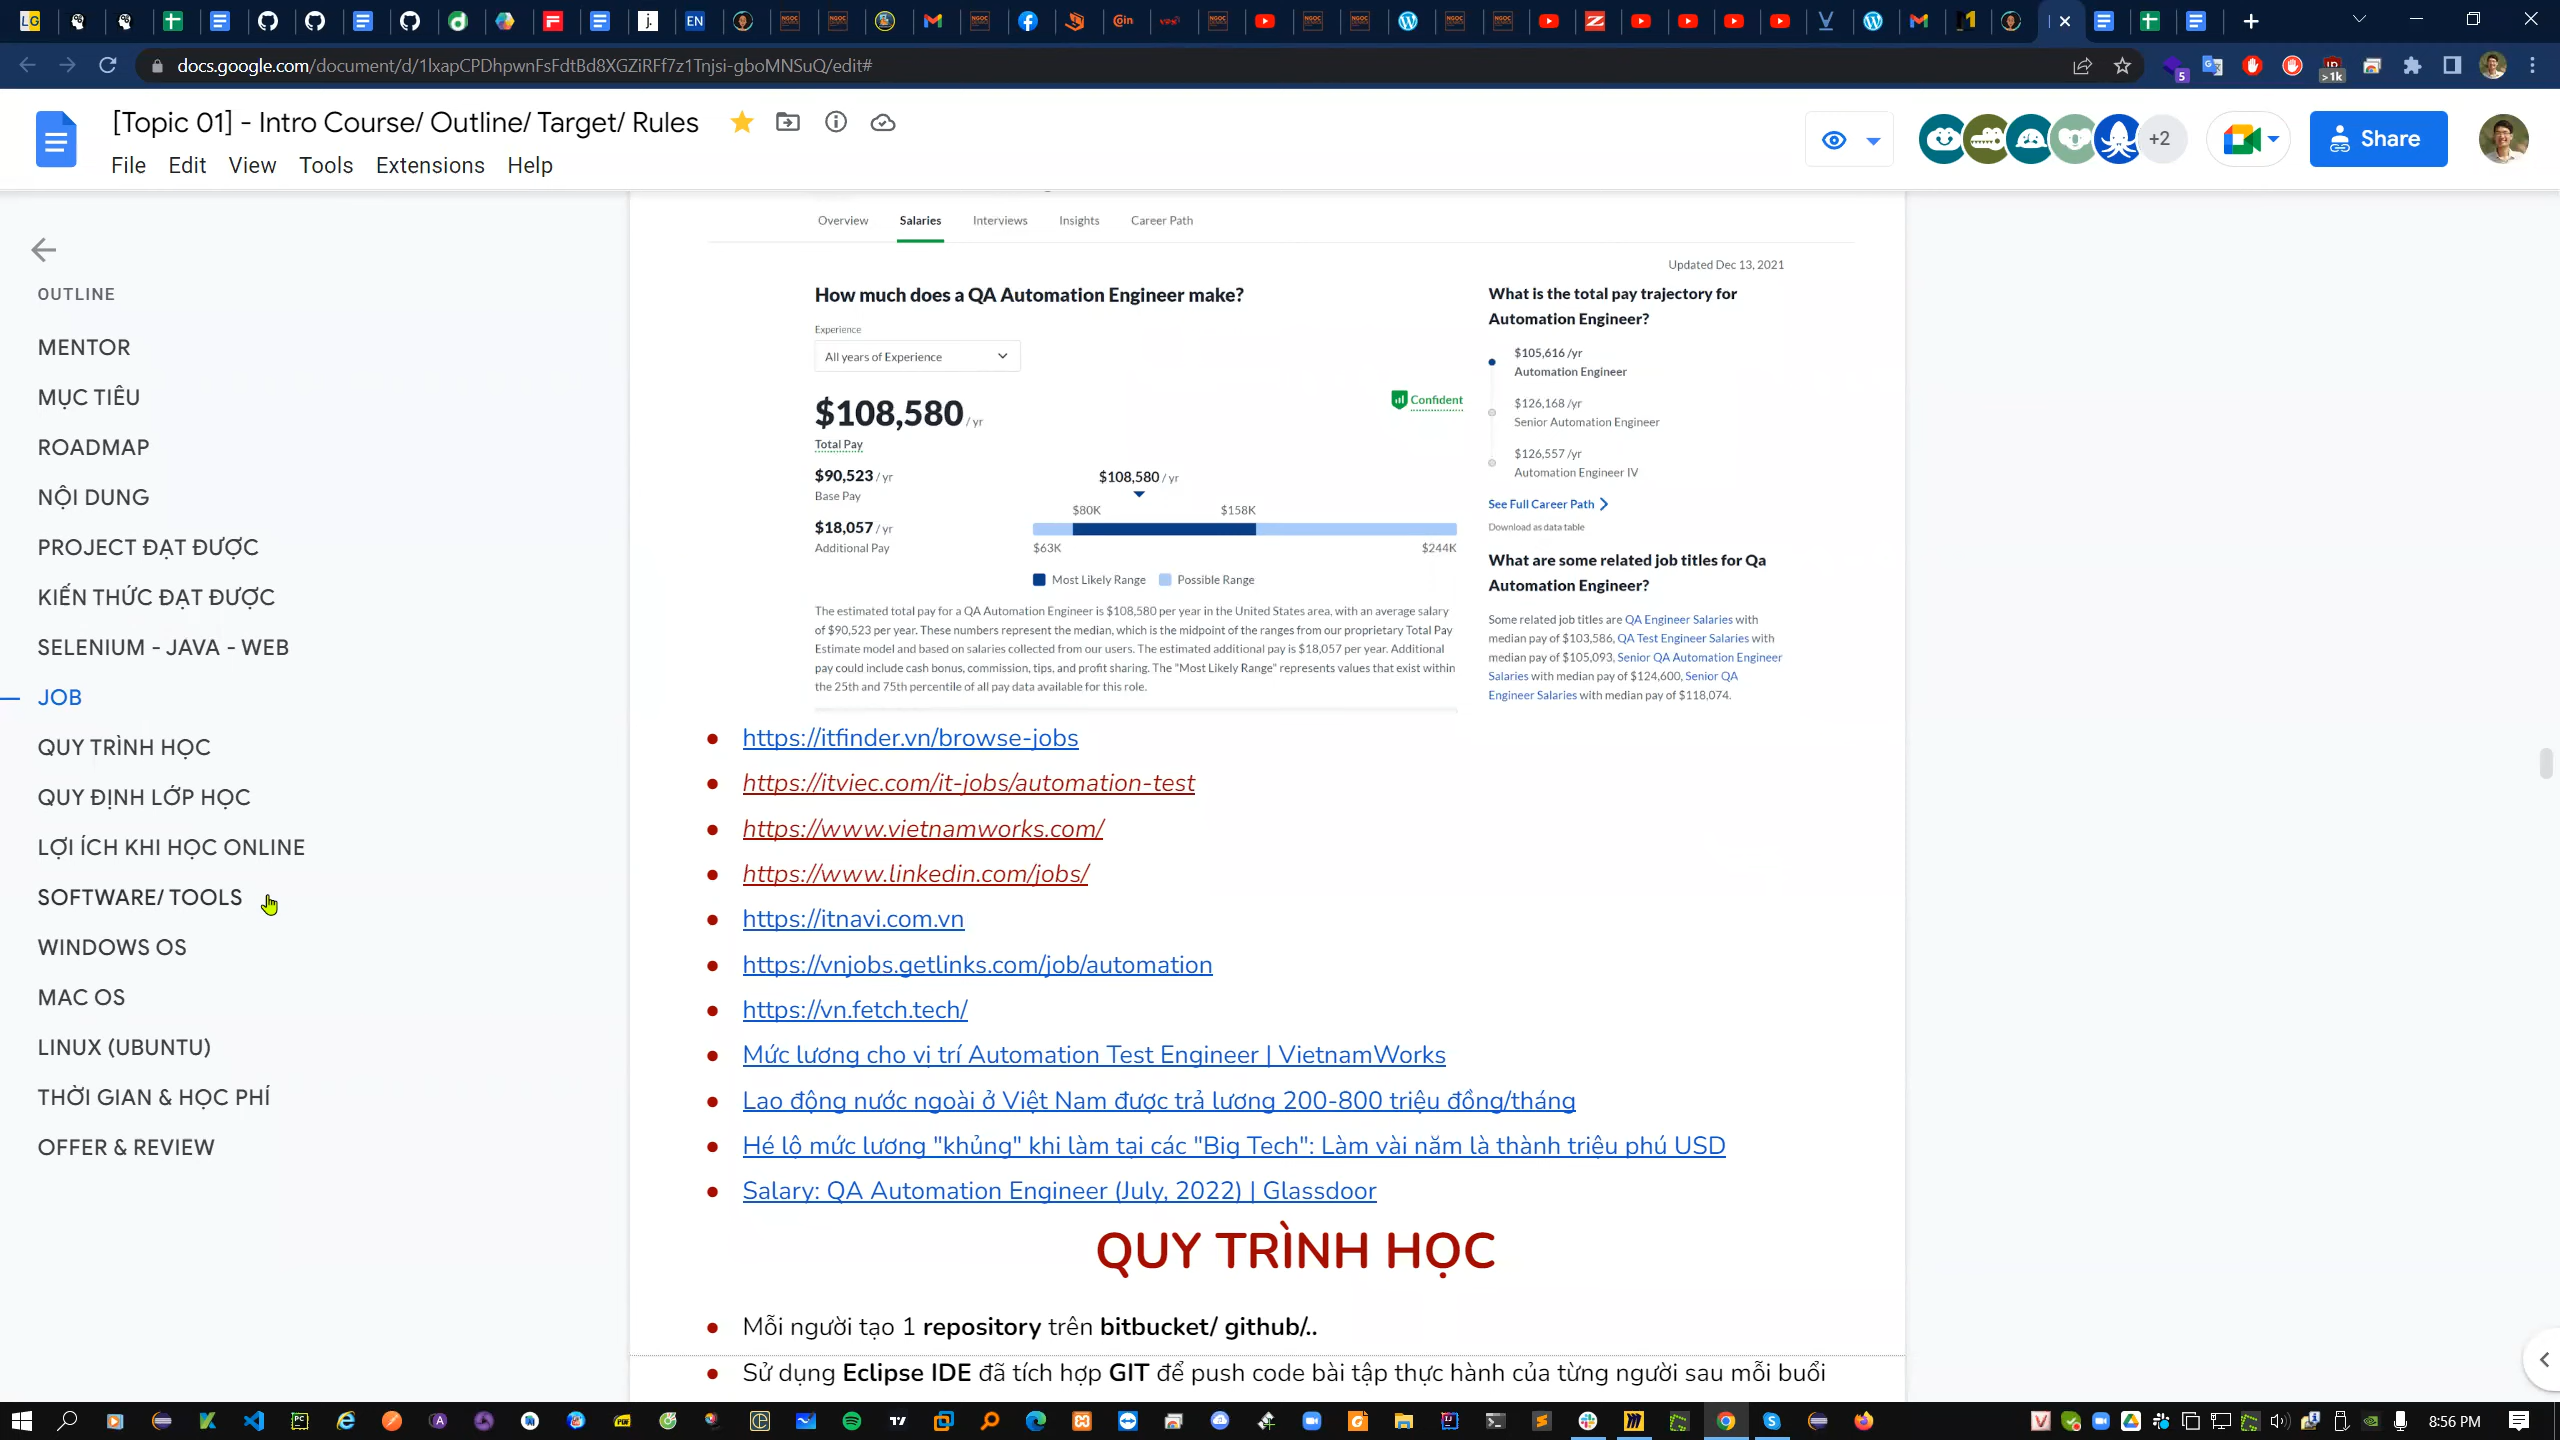 docs.google.com/document/d/1lxapCPDhpwnFsFdtBd8XGZiRFf7z1Tnjsi-gboMNSuQ/edit#
[Topic 01] - Intro Course/ Outline/ Target/ Rules
File Edit View Tools Extensions Help
+2
Share
OUTLINE
MENTOR
MỤC TIÊU
ROADMAP
NỘI DUNG
PROJECT ĐẠT ĐƯỢC
KIẾN THỨC ĐẠT ĐƯỢC
SELENIUM - JAVA - WEB
JOB
QUY TRÌNH HỌC
QUY ĐỊNH LỚP HỌC
LỢI ÍCH KHI HỌC ONLINE
SOFTWARE/ TOOLS
WINDOWS OS
MAC OS
LINUX (UBUNTU)
THỜI GIAN & HỌC PHÍ
OFFER & REVIEW
Overview Salaries Interviews Insights Career Path
Updated Dec 13, 2021
How much does a QA Automation Engineer make?
Experience
All years of Experience
$108,580 / yr
Total Pay
Confident
$90,523 / yr
Base Pay
$18,057 / yr
Additional Pay
$108,580 / yr
$80K $158K
$63K $244K
Most Likely Range Possible Range
The estimated total pay for a QA Automation Engineer is $108,580 per year in the United States area, with an average salary
of $90,523 per year. These numbers represent the median, which is the midpoint of the ranges from our proprietary Total Pay
Estimate model and based on salaries collected from our users. The estimated additional pay is $18,057 per year. Additional
pay could include cash bonus, commission, tips, and profit sharing. The "Most Likely Range" represents values that exist within
the 25th and 75th percentile of all pay data available for this role.
What is the total pay trajectory for
Automation Engineer?
$105,616 /yr
Automation Engineer
$126,168 /yr
Senior Automation Engineer
$126,557 /yr
Automation Engineer IV
See Full Career Path
Download as data table
What are some related job titles for Qa
Automation Engineer?
Some related job titles are QA Engineer Salaries with
median pay of $103,586, QA Test Engineer Salaries with
median pay of $105,093, Senior QA Automation Engineer
Salaries with median pay of $124,600, Senior QA
Engineer Salaries with median pay of $118,074.
https://itfinder.vn/browse-jobs
https://itviec.com/it-jobs/automation-test
https://www.vietnamworks.com/
https://www.linkedin.com/jobs/
https://itnavi.com.vn
https://vnjobs.getlinks.com/job/automation
https://vn.fetch.tech/
Mức lương cho vị trí Automation Test Engineer | VietnamWorks
Lao động nước ngoài ở Việt Nam được trả lương 200-800 triệu đồng/tháng
Hé lộ mức lương "khủng" khi làm tại các "Big Tech": Làm vài năm là thành triệu phú USD
Salary: QA Automation Engineer (July, 2022) | Glassdoor
QUY TRÌNH HỌC
Mỗi người tạo 1 repository trên bitbucket/ github/..
Sử dụng Eclipse IDE đã tích hợp GIT để push code bài tập thực hành của từng người sau mỗi buổi
8:56 PM